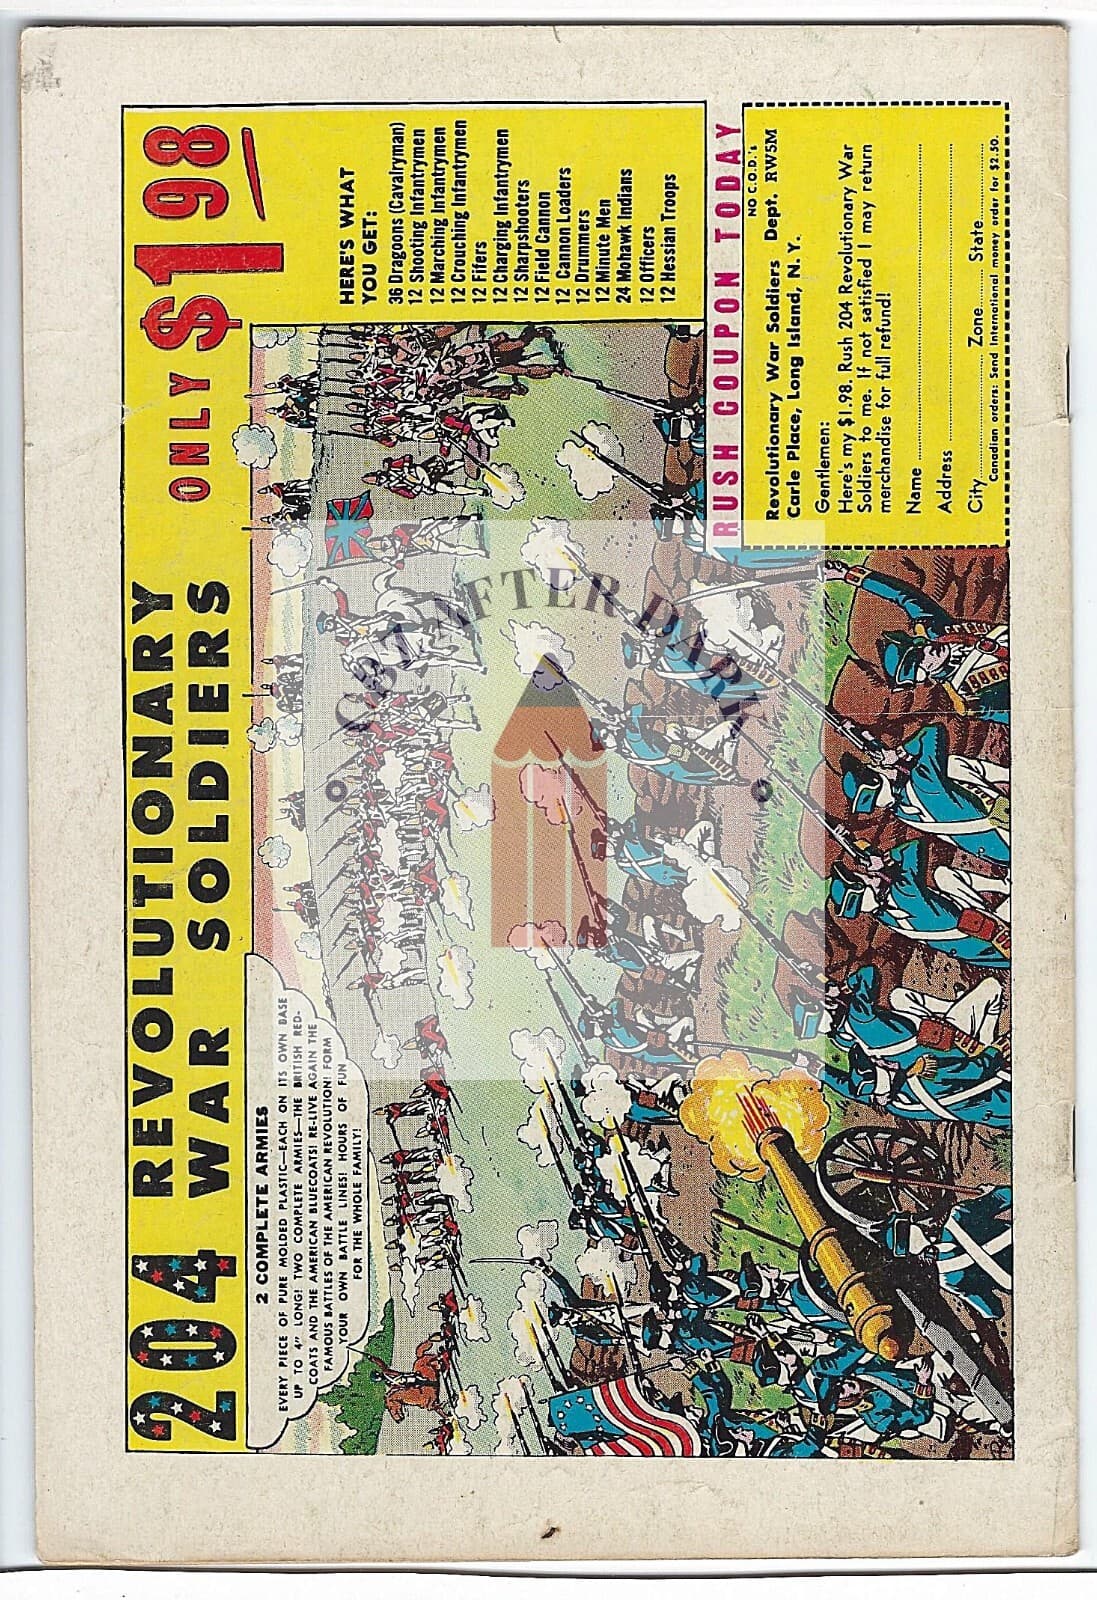 204 REVOLUTIONARY
WAR SOLDIERS ONLY $198
2 COMPLETE ARMIES
EVERY PIECE OF PURE MOLDED PLASTIC—EACH ON ITS OWN BASE
UP TO 4" LONG! TWO COMPLETE ARMIES—THE BRITISH RED-
COATS AND THE AMERICAN BLUECOATS! RE-LIVE AGAIN THE
FAMOUS BATTLES OF THE AMERICAN REVOLUTION! FORM
YOUR OWN BATTLE LINES! HOURS OF FUN
FOR THE WHOLE FAMILY!
HERE'S WHAT
YOU GET:
36 Dragoons (Cavalryman)
12 Shooting Infantrymen
12 Marching Infantrymen
12 Crouching Infantrymen
12 Fifers
12 Charging Infantrymen
12 Sharpshooters
12 Field Cannon
12 Cannon Loaders
12 Drummers
12 Minute Men
24 Mohawk Indians
12 Officers
12 Hessian Troops
RUSH COUPON TODAY
NO C.O.D.'s
Revolutionary War Soldiers Dept. RW5M
Carle Place, Long Island, N. Y.
Gentlemen:
Here's my $1.98. Rush 204 Revolutionary War
Soldiers to me. If not satisfied I may return
merchandise for full refund!
Name
Address
City Zone State
Canadian orders: Send International money order for $2.50.
CBZ AFTER DARK